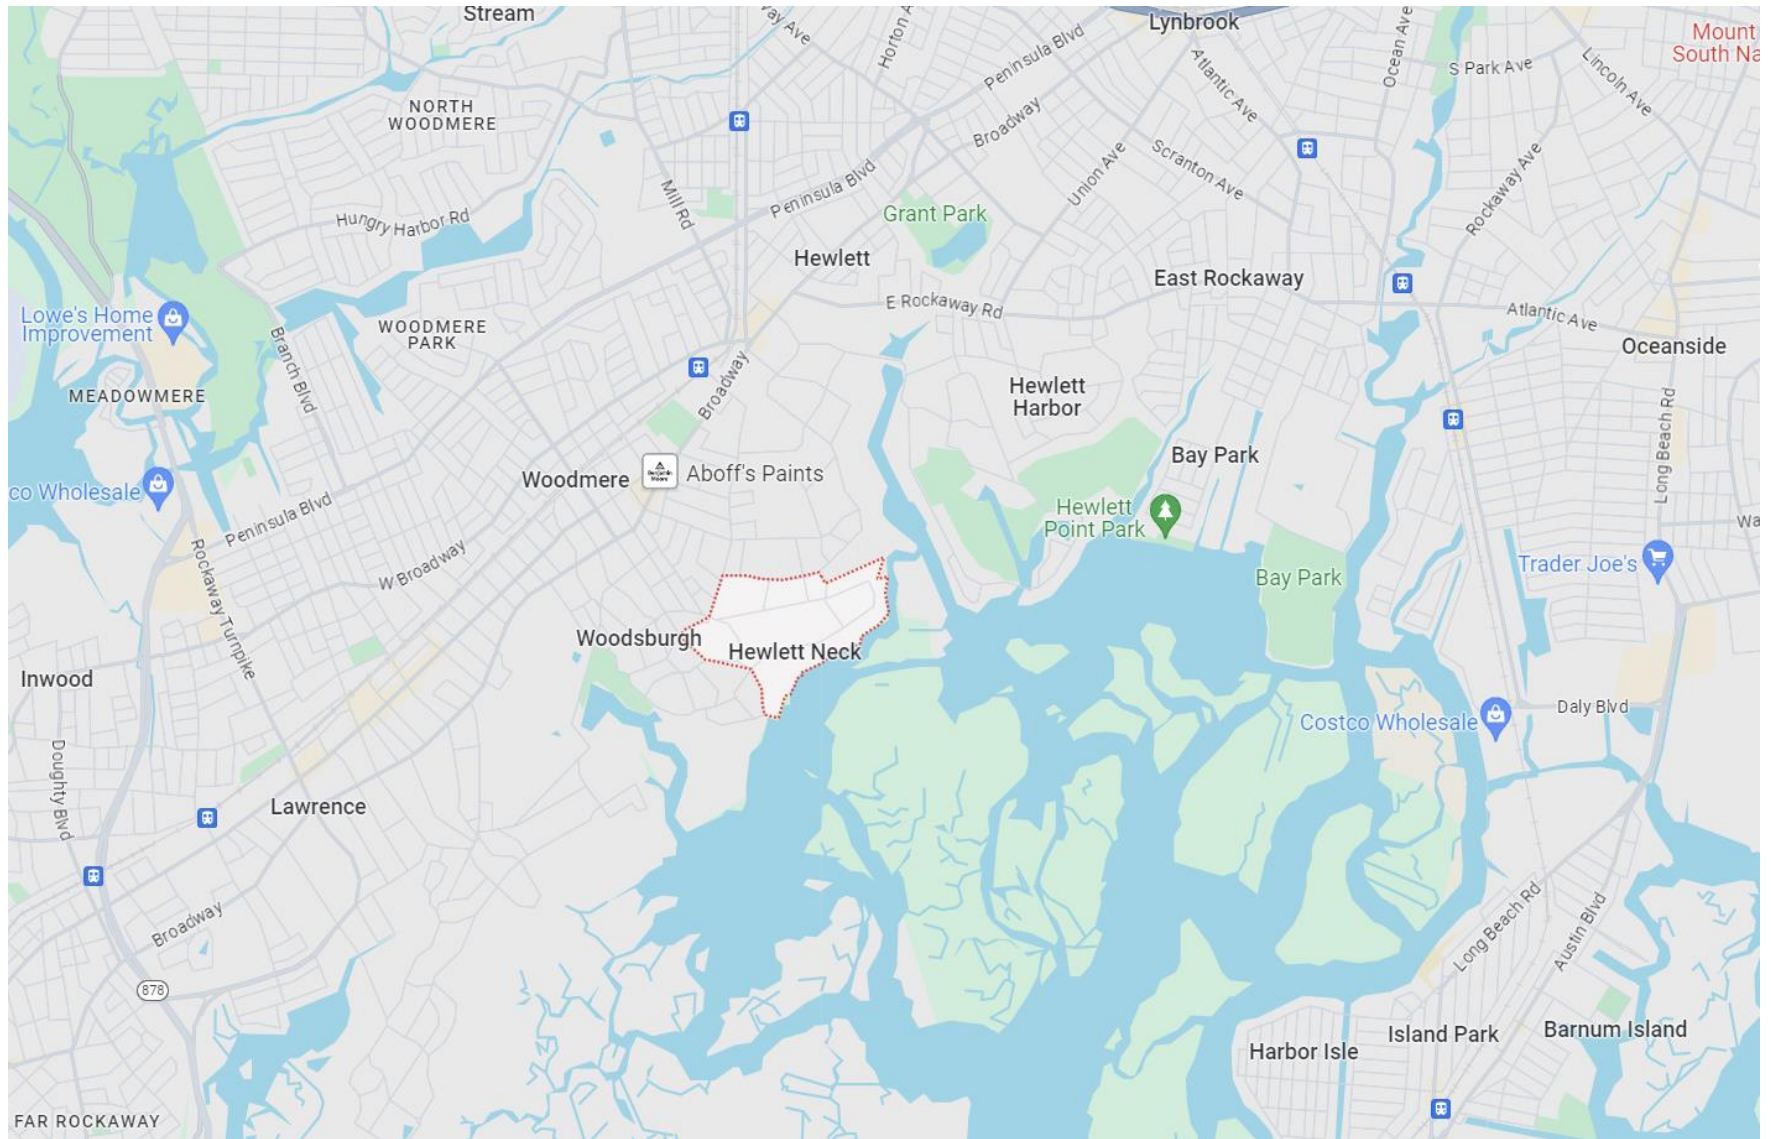 Stream
Lynbrook
Mount
South Na
way Ave
Horton A
Peninsula Blvd
Atlantic Ave
Ocean Ave
S Park Ave
Lincoln Ave
NORTH
WOODMERE
Broadway
Scranton Ave
Union Ave
Rockaway Ave
Mill Rd
Peninsula Blvd
Grant Park
Hungry Harbor Rd
Hewlett
East Rockaway
E Rockaway Rd
Lowe's Home
Improvement
WOODMERE
PARK
Atlantic Ave
Oceanside
Branch Blvd
Broadway
MEADOWMERE
Hewlett
Harbor
Long Beach Rd
Bay Park
Woodmere
Aboff's Paints
co Wholesale
Peninsula Blvd
Hewlett
Point Park
Wa
W Broadway
Rockaway Turnpike
Bay Park
Trader Joe's
Woodsburgh
Hewlett Neck
Inwood
Costco Wholesale
Daly Blvd
Doughty Blvd
Lawrence
Broadway
Long Beach Rd
Austin Blvd
878
Harbor Isle
Island Park
Barnum Island
FAR ROCKAWAY